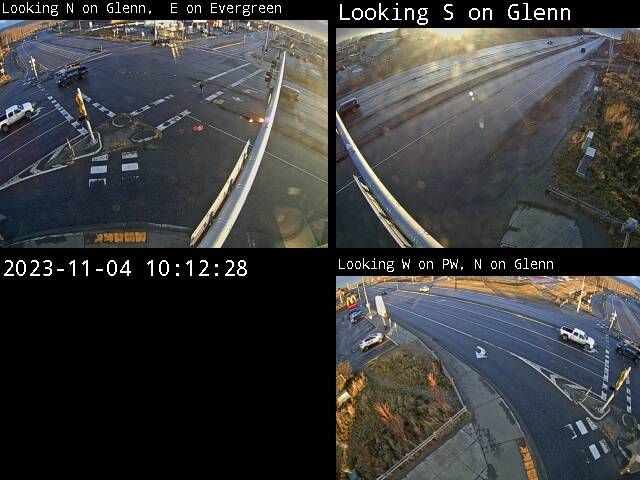 Looking N on Glenn,  E on Evergreen
Looking S on Glenn
2023-11-04 10:12:28
Looking W on PW, N on Glenn